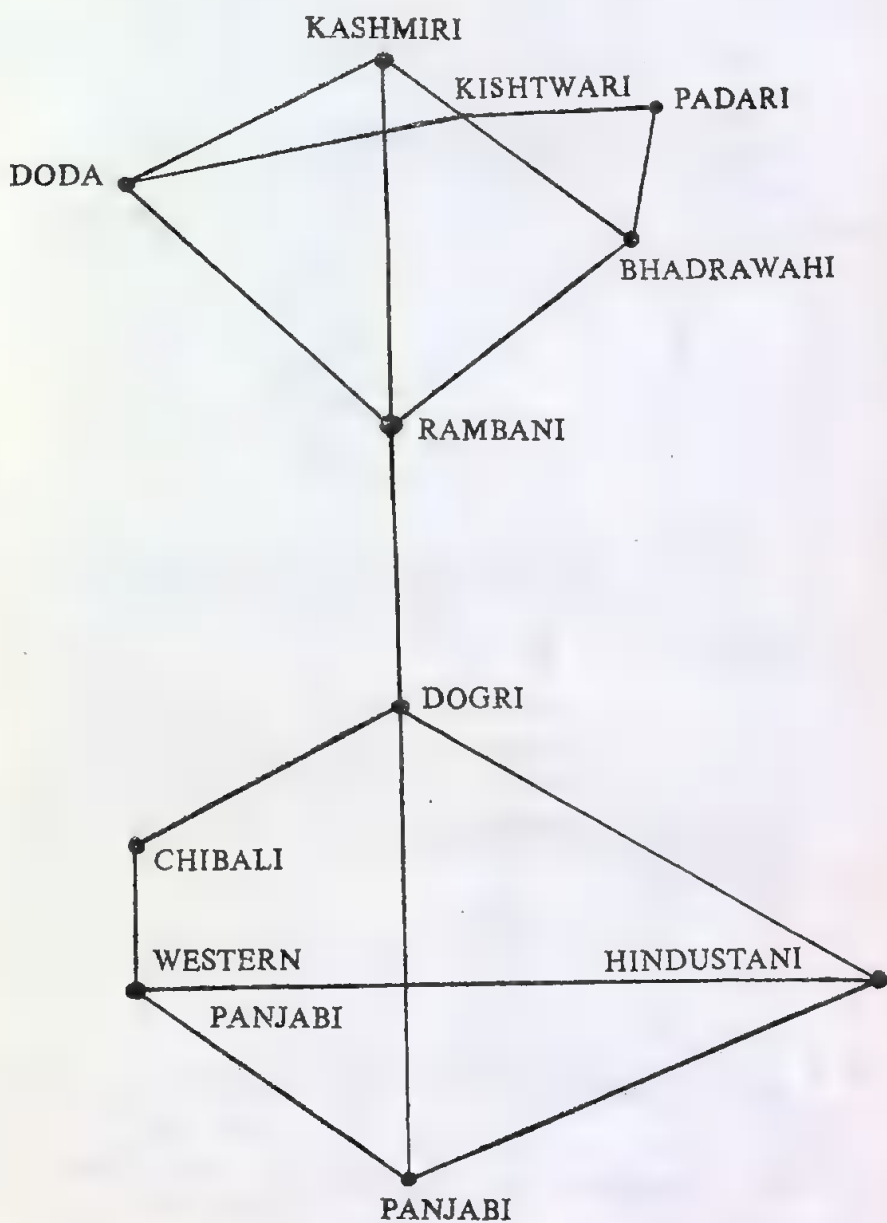 KASHMIRI
KISHTWARI
PADARI
DODA
BHADRAWAHI
RAMBANI
DOGRI
CHIBALI
WESTERN
PANJABI
HINDUSTANI
PANJABI